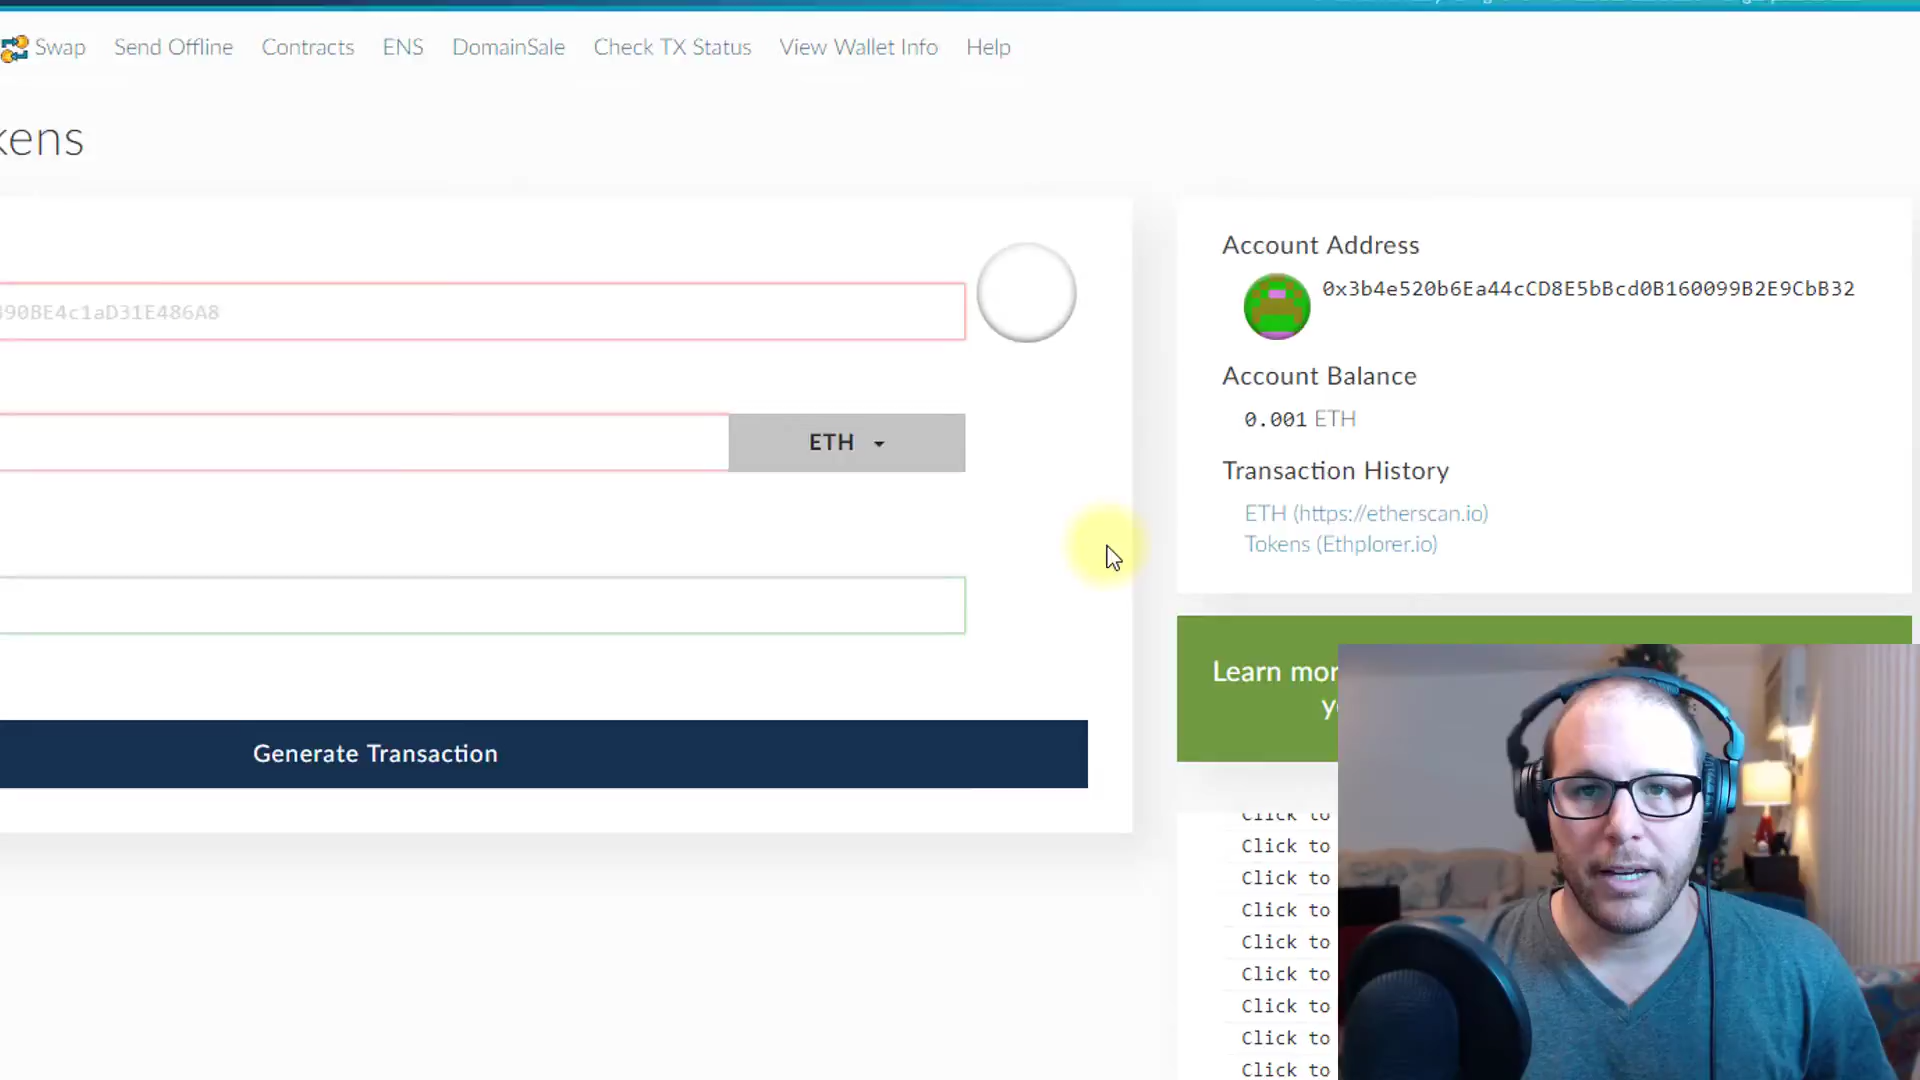 Swap Send Offline Contracts ENS DomainSale Check TX Status View Wallet Info Help
kens
Account Address
90BE4c1aD31E486A8
0x3b4e520b6Ea44cCD8E5bBcd0B160099B2E9CbB32
Account Balance
0.001 ETH
ETH
Transaction History
ETH (https://etherscan.io)
Tokens (Ethplorer.io)
Generate Transaction
Learn mor
y
Click to
Click to
Click to
Click to
Click to
Click to
Click to
Click to
Click to